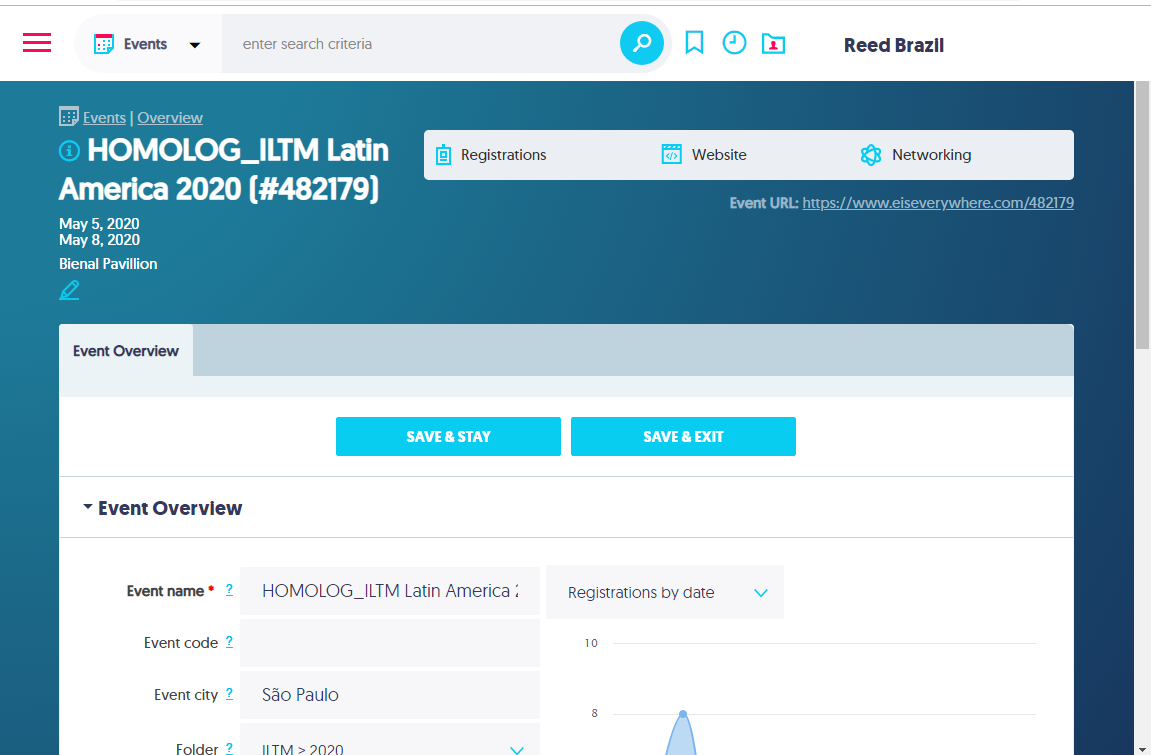 Events
enter search criteria
Reed Brazil
Events | Overview
HOMOLOG_ILTM Latin
America 2020 (#482179)
May 5, 2020
May 8, 2020
Bienal Pavillion
Registrations
Website
Networking
Event URL: https://www.eiseverywhere.com/482179
Event Overview
SAVE & STAY
SAVE & EXIT
Event Overview
Event name * ?
HOMOLOG_ILTM Latin America
Registrations by date
Event code ?
Event city ?
São Paulo
Folder ?
ILTM > 2020
10
8